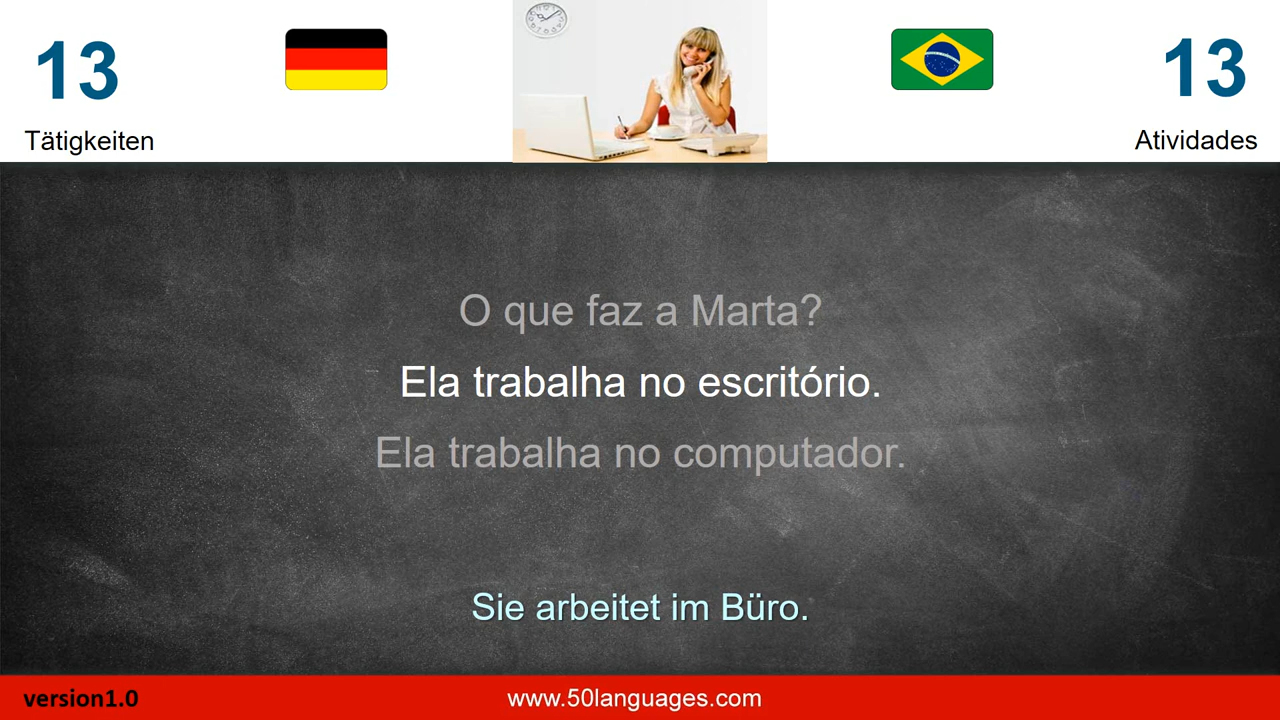 13
13
Tätigkeiten
Atividades
O que faz a Marta?
Ela trabalha no escritório.
Ela trabalha no computador.
Sie arbeitet im Büro.
version1.0
www.50languages.com